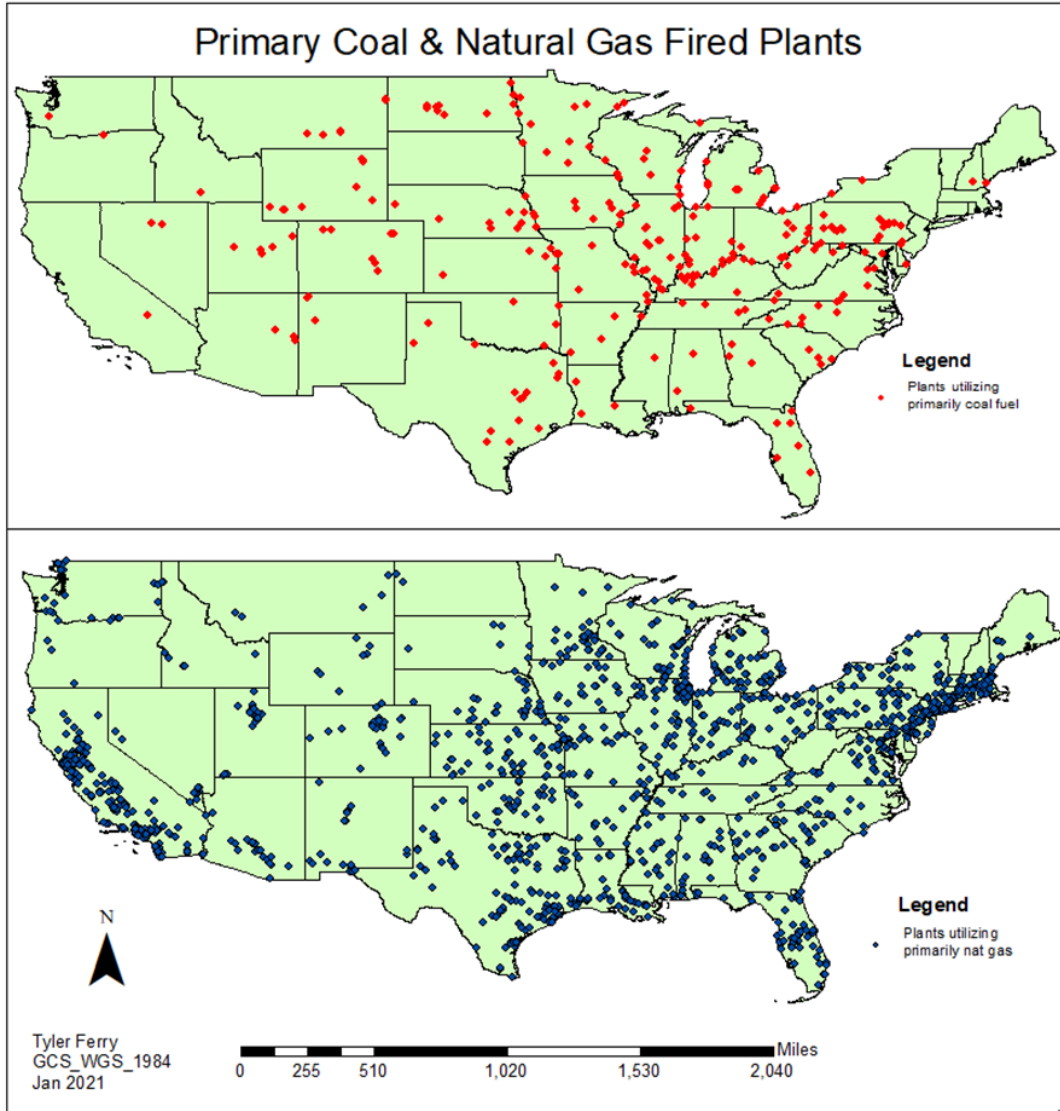 Primary Coal & Natural Gas Fired Plants
Legend
Plants utilizing
primarily coal fuel
Legend
Plants utilizing
primarily nat gas
N
Tyler Ferry
GCS_WGS_1984
Jan 2021
Miles
0 255 510 1,020 1,530 2,040